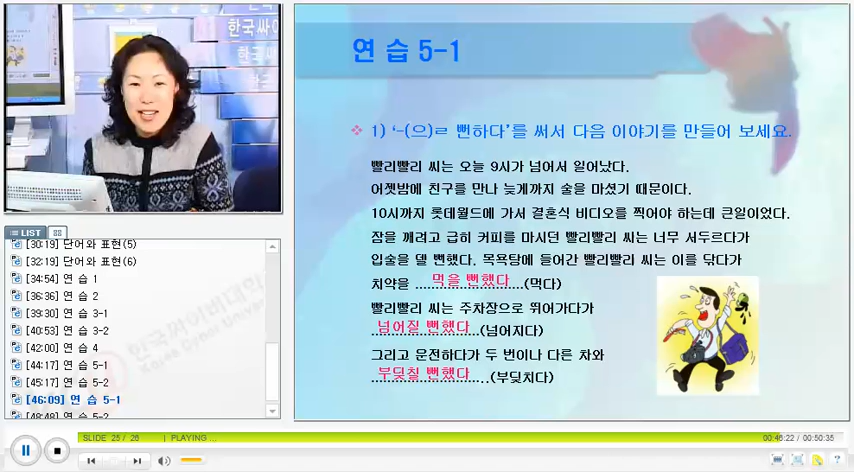 한국싸이
한국
연 습 5-1
❖ 1) ‘-(으)ㄹ 뻔하다’를 써서 다음 이야기를 만들어 보세요.
빨리빨리 씨는 오늘 9시가 넘어서 일어났다.
어젯밤에 친구를 만나 늦게까지 술을 마셨기 때문이다.
10시까지 롯데월드에 가서 결혼식 비디오를 찍어야 하는데 큰일이었다.
잠을 깨려고 급히 커피를 마시던 빨리빨리 씨는 너무 서두르다가
입술을 델 뻔했다. 목욕탕에 들어간 빨리빨리 씨는 이를 닦다가
치약을 ...먹을 뻔했다...(먹다)
빨리빨리 씨는 주차장으로 뛰어가다가
...넘어질 뻔했다...(넘어지다)
그리고 운전하다가 두 번이나 다른 차와
...부딪칠 뻔했다...(부딪치다)
LIST
[30:19] 단어와 표현(5)
[32:19] 단어와 표현(6)
[34:54] 연 습 1
[36:36] 연 습 2
[39:30] 연 습 3-1
[40:53] 연 습 3-2
[42:00] 연 습 4
[44:17] 연 습 5-1
[45:17] 연 습 5-2
[46:09] 연 습 5-1
[48:48] 연 습 5-2
SLIDE 25 / 26 | PLAYING ...
00:46:22 / 00:50:35